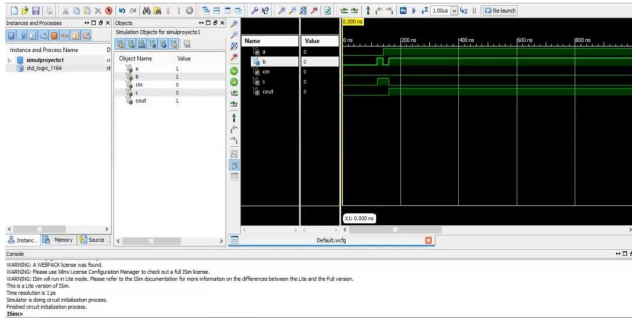 1.00us
Re-launch
Instances and Processes
Objects
Simulation Objects for simulproyecto1
Instance and Process Name
D
simulproyecto1
std_logic_1164
Object Name
Value
a
1
b
1
cin
0
s
0
cout
1
Name
Value
a
0
b
0
cin
0
s
0
cout
0
0.000 ns
0 ns
200 ns
400 ns
600 ns
800 ns
X1: 0.000 ns
Instanc...
Memory
Source
Default.wcfg
Console
WARNING: A WEBPACK license was found.
WARNING: Please use Xilinx License Configuration Manager to check out a full ISim license.
WARNING: ISim will run in Lite mode. Please refer to the ISim documentation for more information on the differences between the Lite and the Full version.
This is a Lite version of ISim.
Time resolution is 1 ps
Simulator is doing circuit initialization process.
Finished circuit initialization process.
ISim>